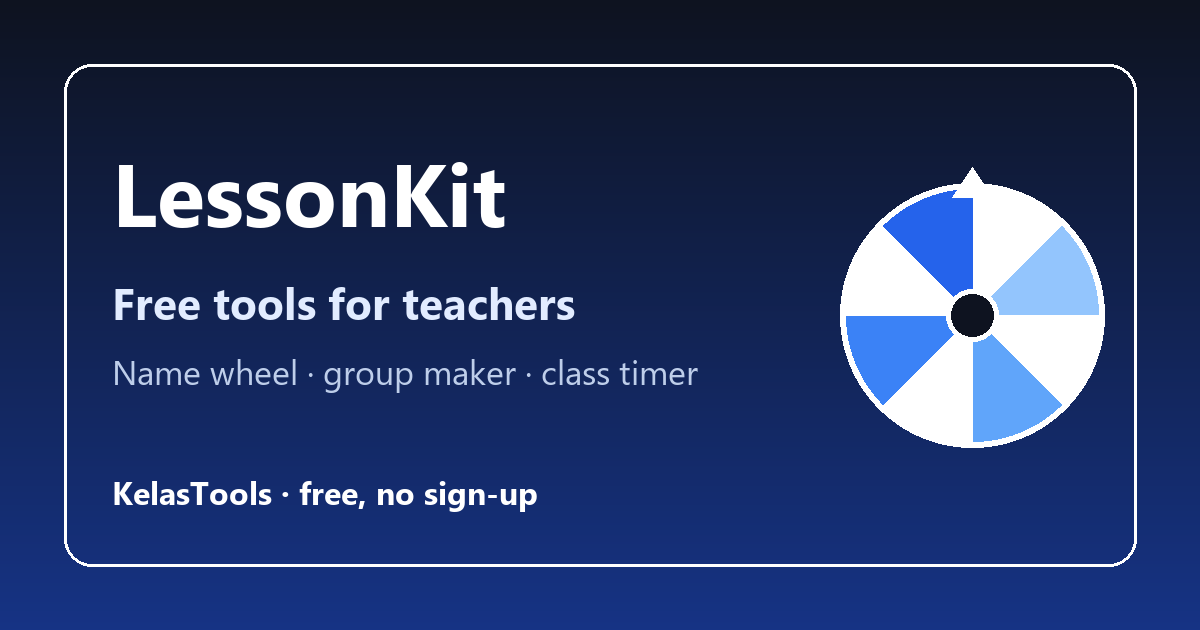 LessonKit
Free tools for teachers
Name wheel · group maker · class timer
KelasTools · free, no sign-up